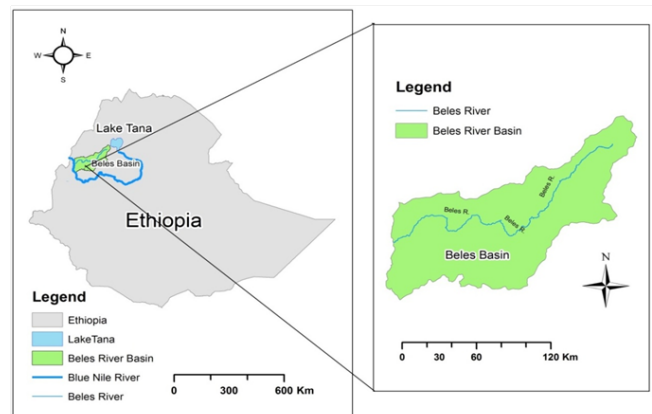 N
W E
S
Lake Tana
Beles Basin
Ethiopia
Legend
Ethiopia
LakeTana
Beles River Basin
Blue Nile River
Beles River
0 300 600 Km
Legend
Beles River
Beles River Basin
Beles R.
Beles R.
Beles R.
Beles Basin
N
0 30 60 120 Km